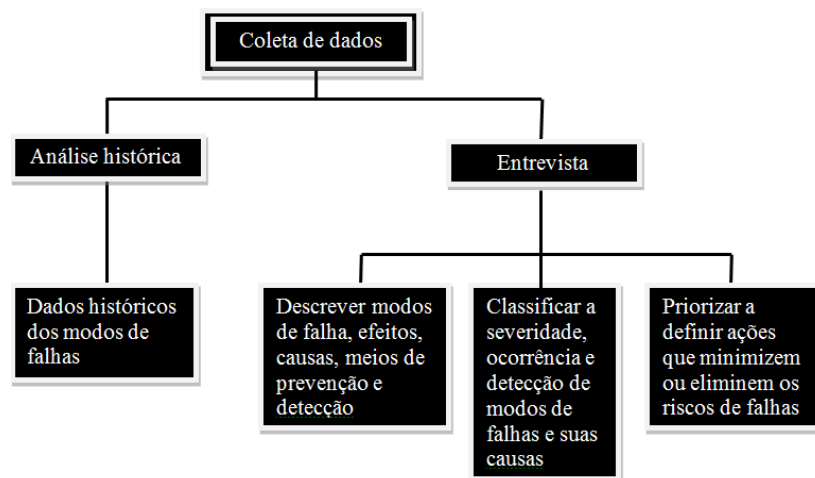 Coleta de dados
Análise histórica
Entrevista
Dados históricos
dos modos de
falhas
Descrever modos
de falha, efeitos,
causas, meios de
prevenção e
detecção
Classificar a
severidade,
ocorrência e
detecção de
modos de
falhas e suas
causas
Priorizar a
definir ações
que minimizem
ou eliminem os
riscos de falhas